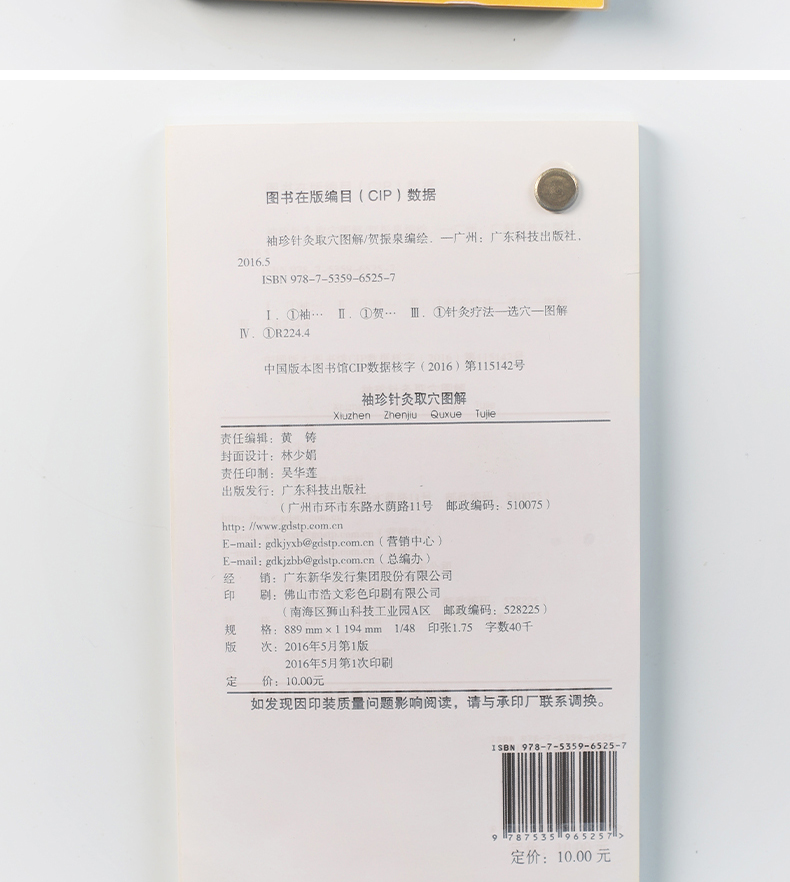 图书在版编目（CIP）数据
袖珍针灸取穴图解/贺振泉编绘．—广州：广东科技出版社，
2016.5
ISBN 978-7-5359-6525-7
Ⅰ．①袖… Ⅱ．①贺… Ⅲ．①针灸疗法—选穴—图解
Ⅳ．①R224.4
中国版本图书馆CIP数据核字（2016）第115142号
袖珍针灸取穴图解
Xiuzhen Zhenjiu Quxue Tujie
责任编辑：黄 铸
封面设计：林少娟
责任印制：吴华莲
出版发行：广东科技出版社
（广州市环市东路水荫路11号 邮政编码：510075）
http: //www.gdstp.com.cn
E-mail: gdkjyxb@gdstp.com.cn（营销中心）
E-mail: gdkjzbb@gdstp.com.cn（总编办）
经 销：广东新华发行集团股份有限公司
印 刷：佛山市浩文彩色印刷有限公司
（南海区狮山科技工业园A区 邮政编码：528225）
规 格：889 mm×1 194 mm 1/48 印张1.75 字数40千
版 次：2016年5月第1版
2016年5月第1次印刷
定 价：10.00元
如发现因印装质量问题影响阅读，请与承印厂联系调换。
ISBN 978-7-5359-6525-7
9 787535 965257 >
定价：10.00 元